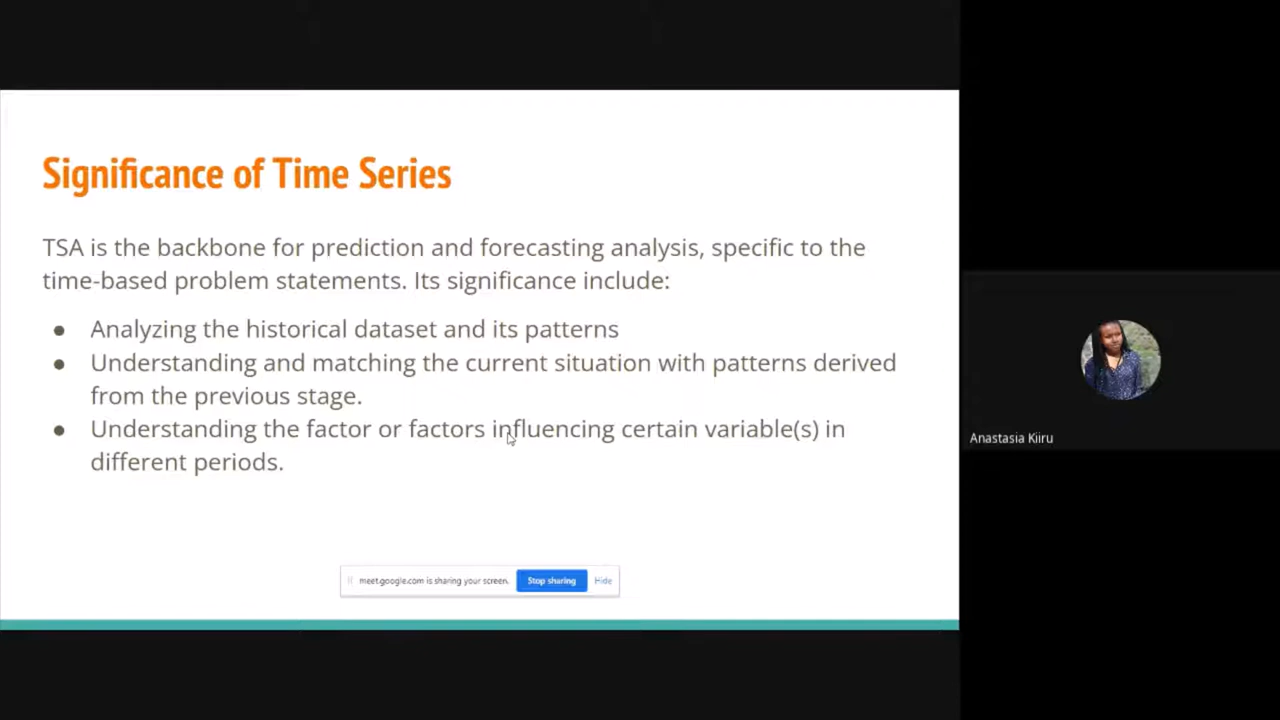 Significance of Time Series
TSA is the backbone for prediction and forecasting analysis, specific to the
time-based problem statements. Its significance include:
● Analyzing the historical dataset and its patterns
● Understanding and matching the current situation with patterns derived
from the previous stage.
● Understanding the factor or factors influencing certain variable(s) in
different periods.
meet.google.com is sharing your screen. Stop sharing Hide
Anastasia Kiiru